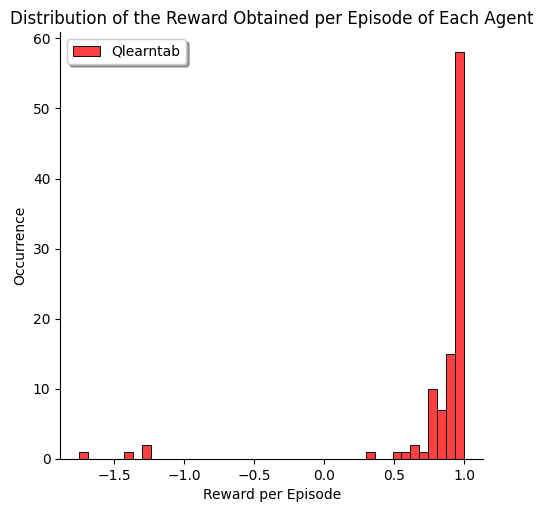 Distribution of the Reward Obtained per Episode of Each Agent
Qlearntab
60
50
40
30
20
10
0
Occurrence
−1.5 −1.0 −0.5 0.0 0.5 1.0
Reward per Episode